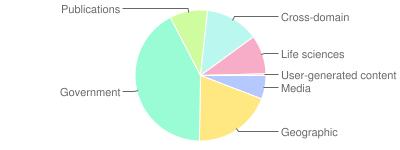 Publications
Cross-domain
Life sciences
User-generated content
Media
Government
Geographic